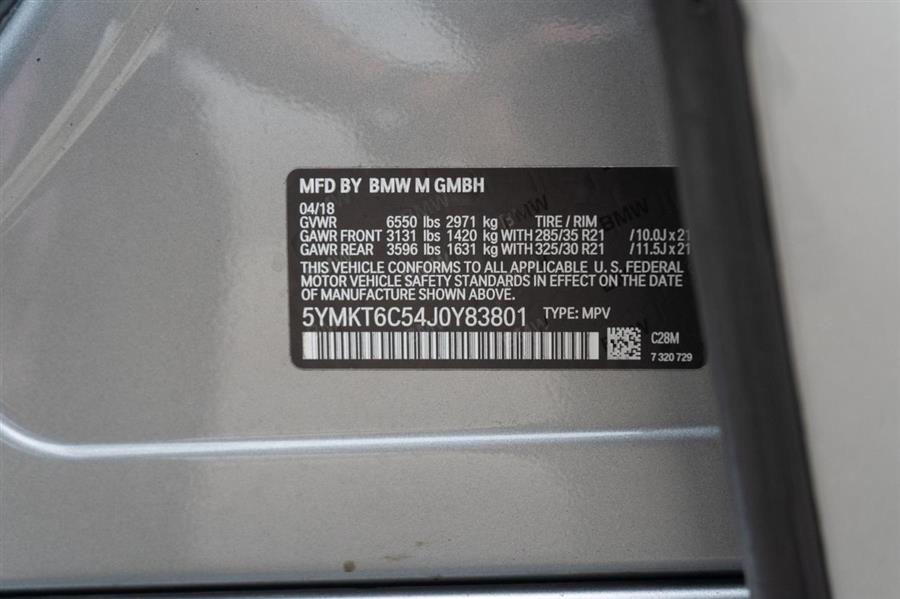 MFD BY BMW M GMBH
04/18
GVWR 6550 lbs 2971 kg TIRE / RIM
GAWR FRONT 3131 lbs 1420 kg WITH 285/35 R21 /10.0J x 21
GAWR REAR 3596 lbs 1631 kg WITH 325/30 R21 /11.5J x 21
THIS VEHICLE CONFORMS TO ALL APPLICABLE U. S. FEDERAL
MOTOR VEHICLE SAFETY STANDARDS IN EFFECT ON THE DATE
OF MANUFACTURE SHOWN ABOVE.
5YMKT6C54J0Y83801 TYPE: MPV
C28M
7 320 729